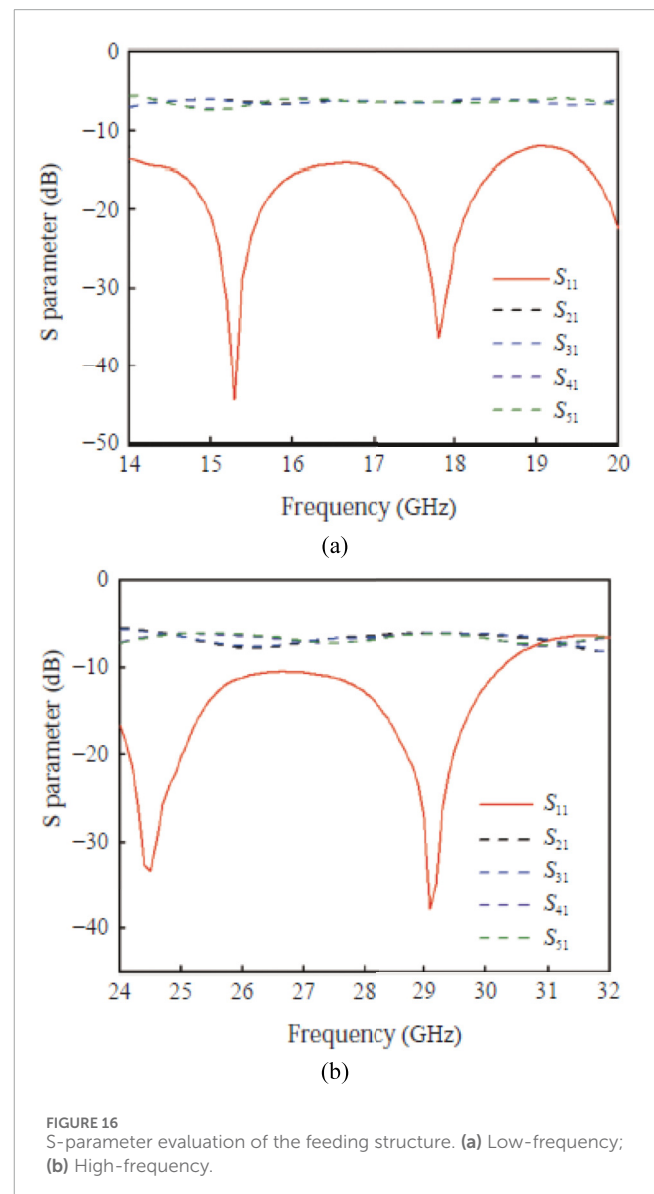 0
−10
−20
−30
−40
−50
S parameter (dB)
S11
S21
S31
S41
S51
14 15 16 17 18 19 20
Frequency (GHz)
(a)
0
−10
−20
−30
−40
S parameter (dB)
S11
S21
S31
S41
S51
24 25 26 27 28 29 30 31 32
Frequency (GHz)
(b)
FIGURE 16
S-parameter evaluation of the feeding structure. (a) Low-frequency;
(b) High-frequency.